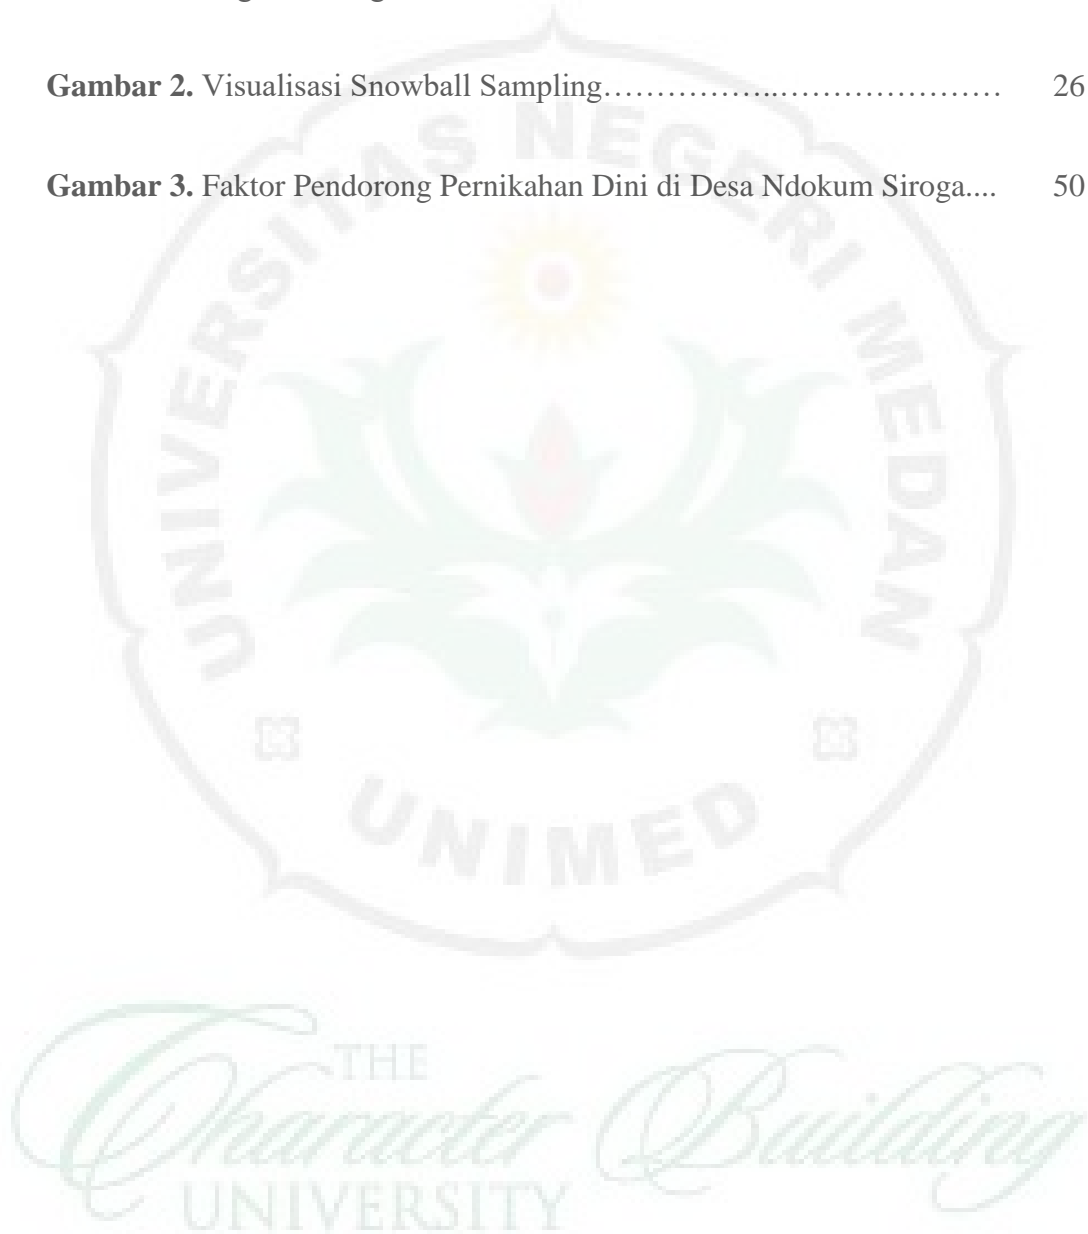 Gambar 2. Visualisasi Snowball Sampling………….…..………………… 26
Gambar 3. Faktor Pendorong Pernikahan Dini di Desa Ndokum Siroga.... 50
UNIVERSITAS NEGERI MEDAN
UNIMED
THE
Character Building
UNIVERSITY